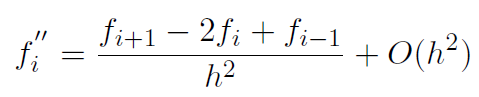 f_i'' = \frac{f_{i+1} - 2f_i + f_{i-1}}{h^2} + O(h^2)